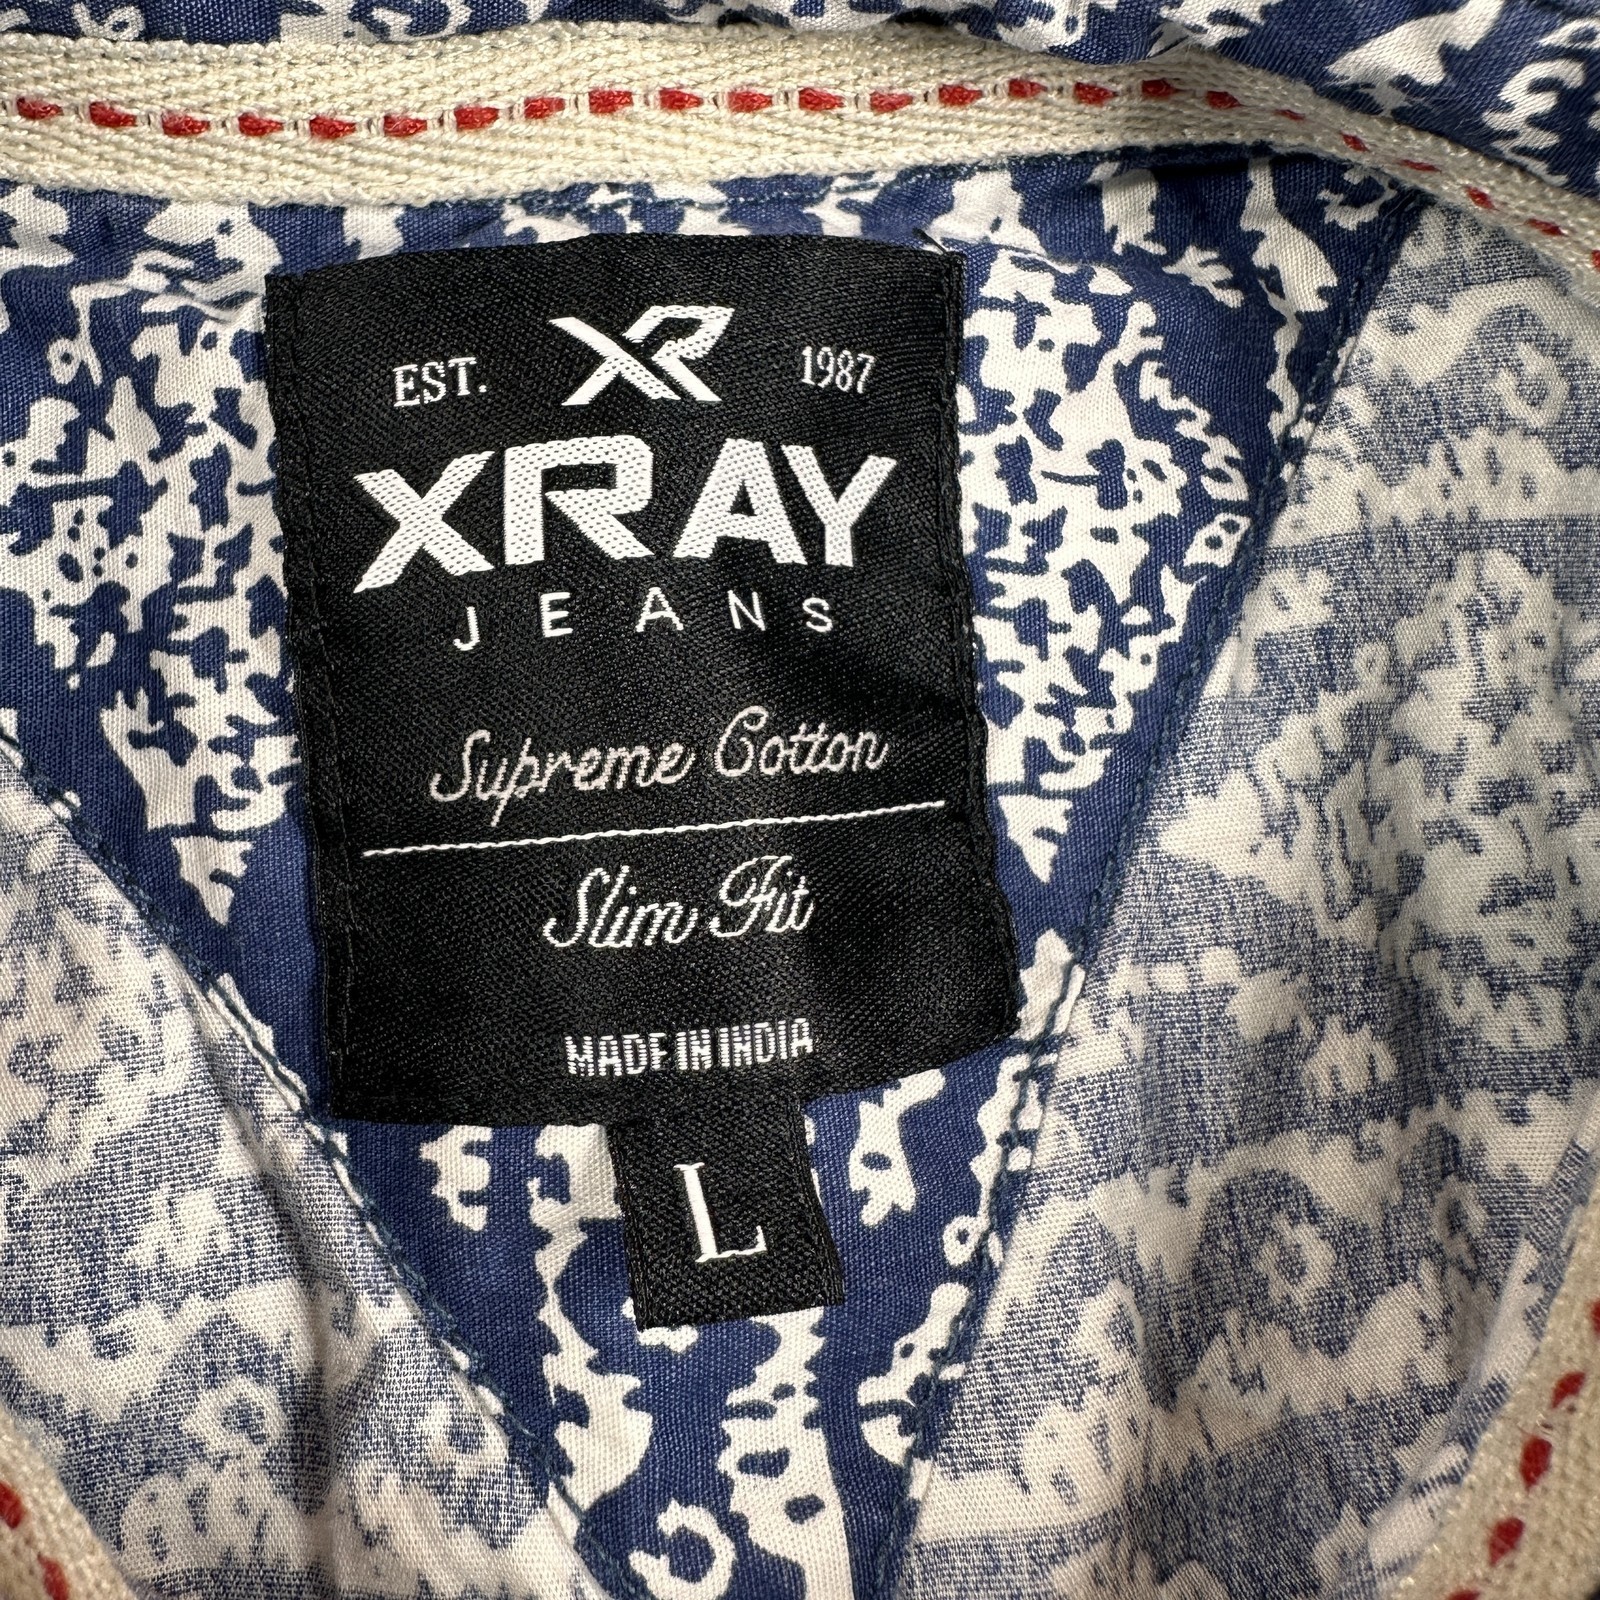 EST. XR 1987
XRAY
JEANS
Supreme Cotton
Slim Fit
MADE IN INDIA
L